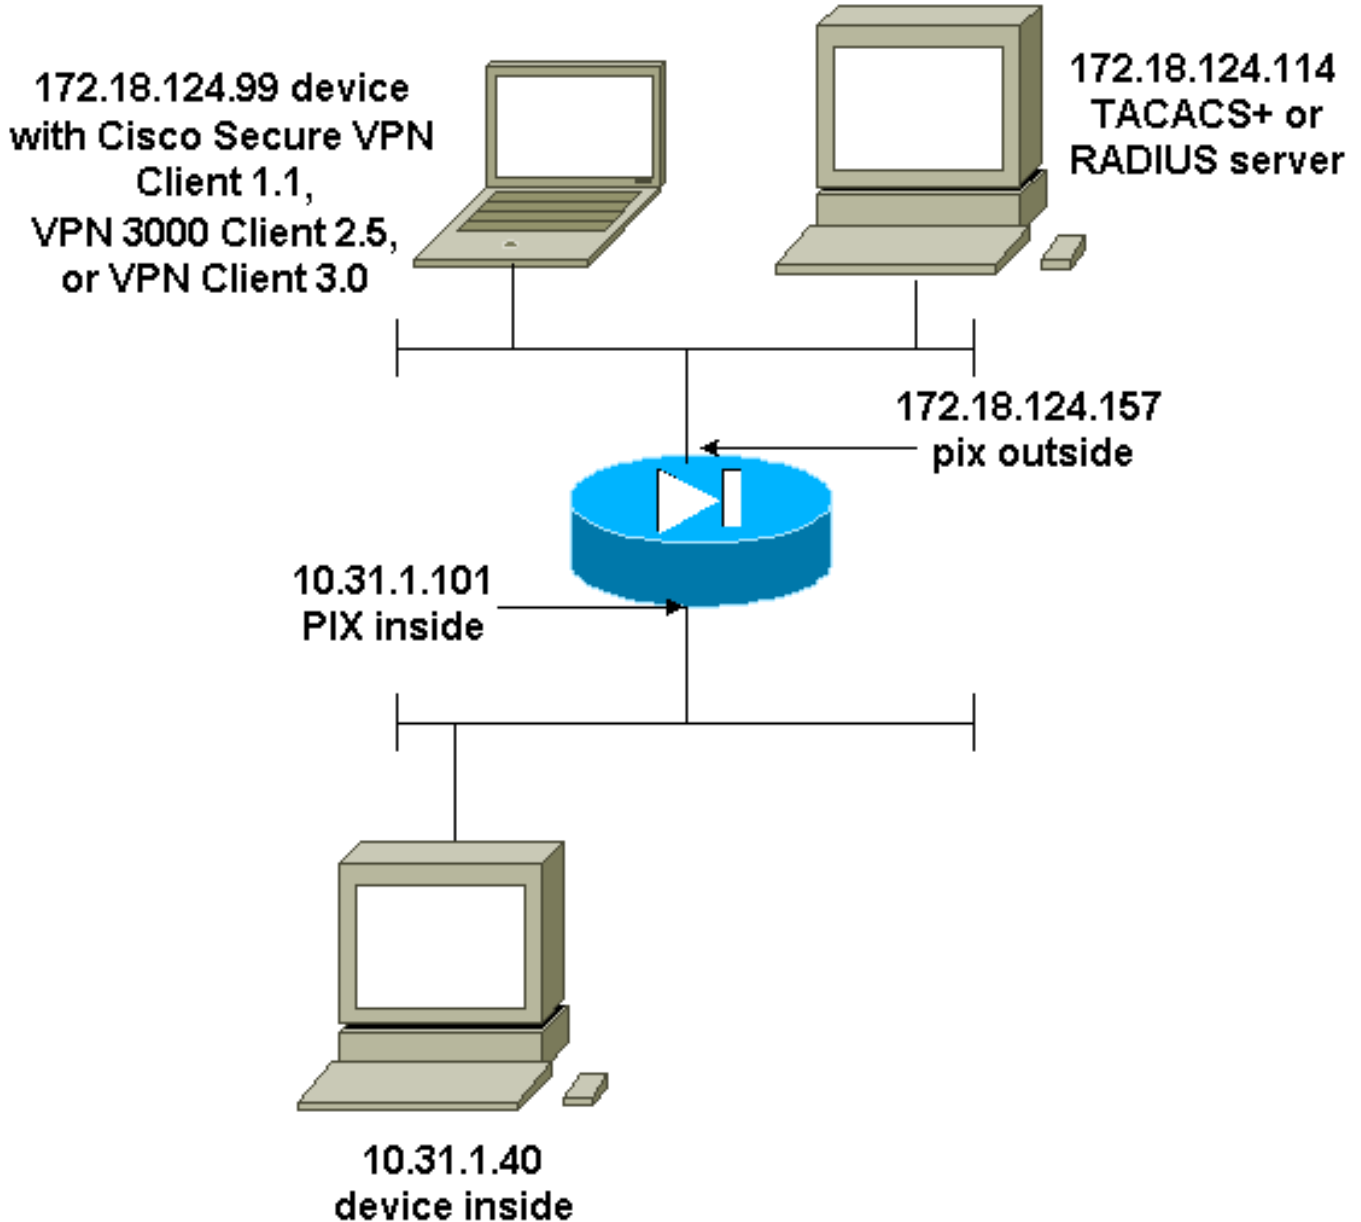 172.18.124.99 device
with Cisco Secure VPN
Client 1.1,
VPN 3000 Client 2.5,
or VPN Client 3.0
172.18.124.114
TACACS+ or
RADIUS server
172.18.124.157
pix outside
10.31.1.101
PIX inside
10.31.1.40
device inside